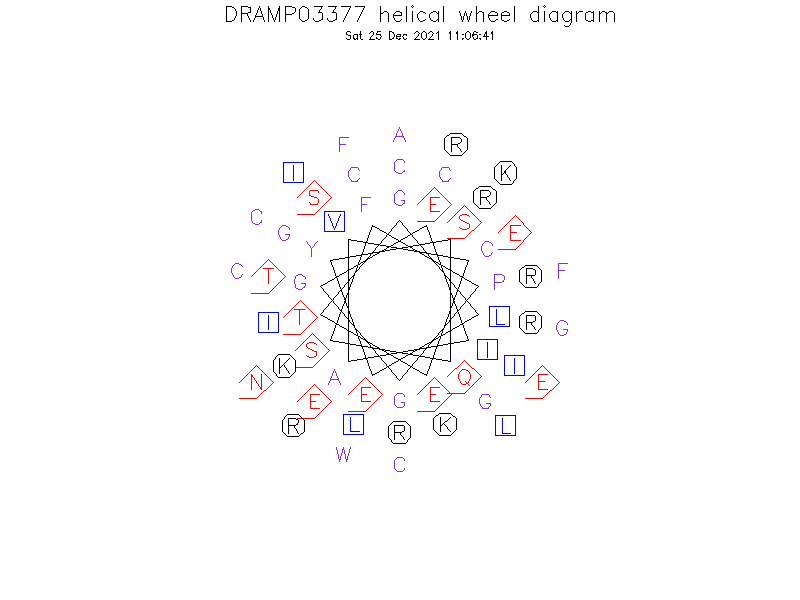 DRAMP03377 helical wheel diagram
Sat 25 Dec 2021 11:06:41
A
F R
C
I C C K
S F G E R
C V S E
G Y C
C T G P R F
I T L R G
S I
N K A Q I E
E E G E G
R L R K L
W C